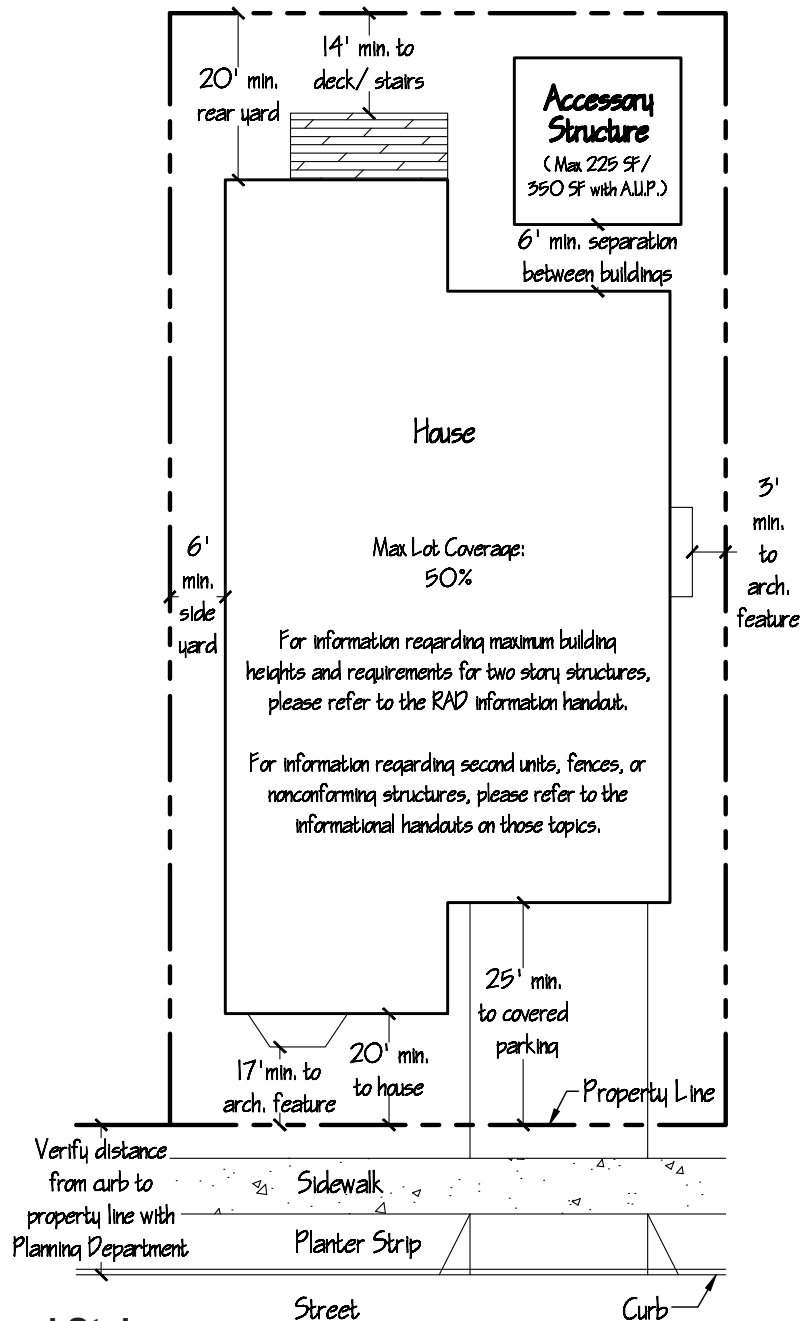 14' min. to
deck/ stairs
20' min.
rear yard
Accessory
Structure
( Max 225 SF/
350 SF with A.U.P.)
6' min. separation
between buildings
House
3'
min.
to
arch.
feature
6'
min.
side
yard
Max Lot Coverage:
50%
For information regarding maximum building
heights and requirements for two story structures,
please refer to the RAD information handout.
For information regarding second units, fences, or
nonconforming structures, please refer to the
informational handouts on those topics.
25' min.
to covered
parking
17'min. to
arch. feature
20' min.
to house
Property Line
Verify distance
from curb to
property line with
Planning Department
Sidewalk
Planter Strip
Street
Curb